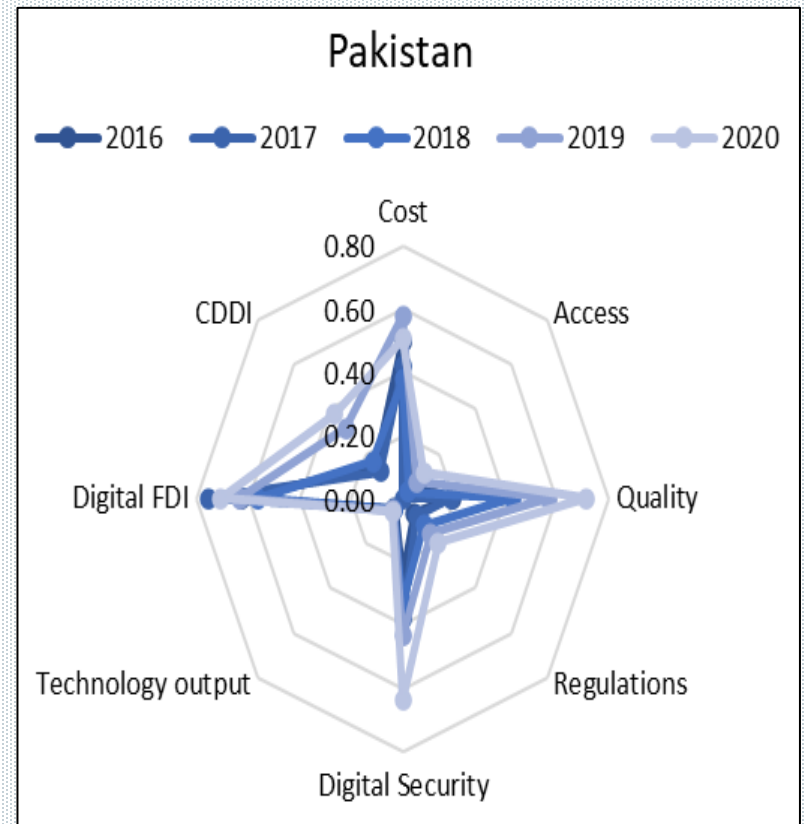 Pakistan
2016 2017 2018 2019 2020
Cost
0.80
CDDI 0.60 Access
0.40
0.20
Digital FDI 0.00 Quality
Technology output Regulations
Digital Security